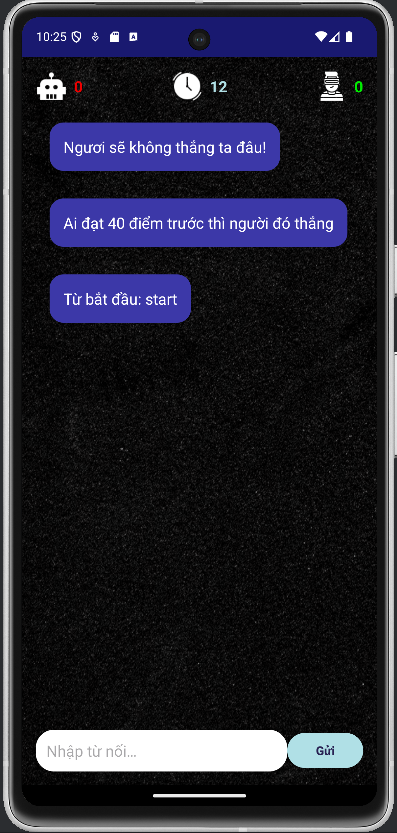 10:25
0
12
0
Ngươi sẽ không thắng ta đâu!
Ai đạt 40 điểm trước thì người đó thắng
Từ bắt đầu: start
Nhập từ nối...
Gửi